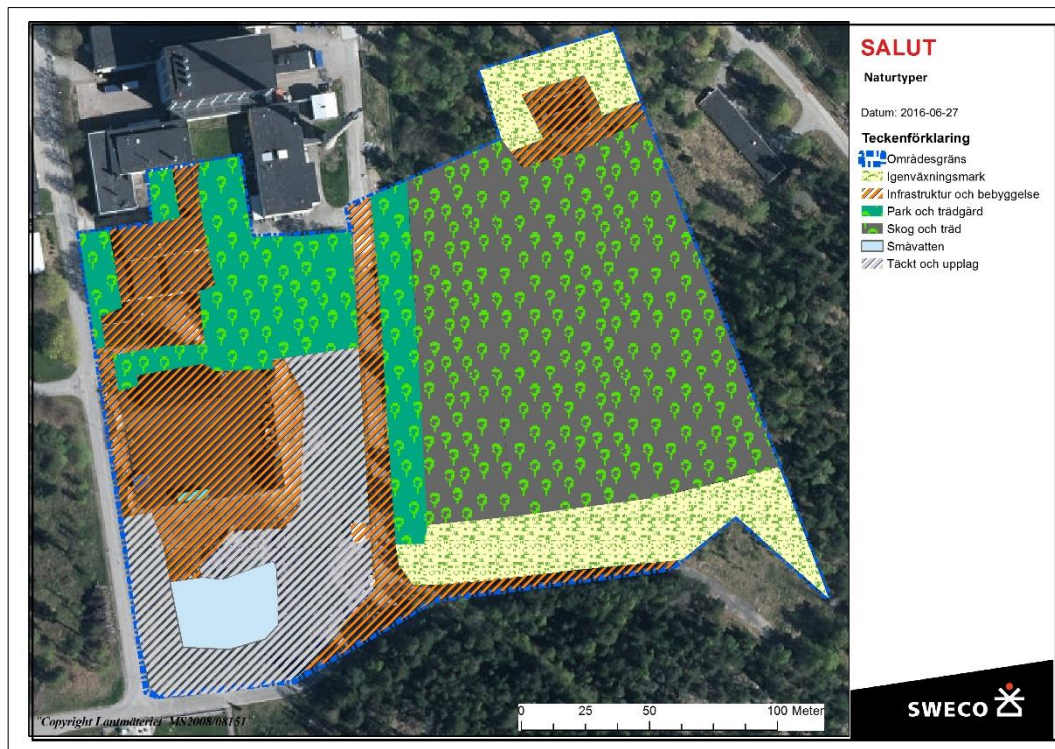 SALUT
Naturtyper
Datum: 2016-06-27
Teckenförklaring
Områdesgräns
Igenväxningsmark
Infrastruktur och bebyggelse
Park och trädgård
Skog och träd
Småvatten
Täckt och upplag
"Copyright Lantmäteriet MS2008/08151"
0 25 50 100 Meter
SWECO